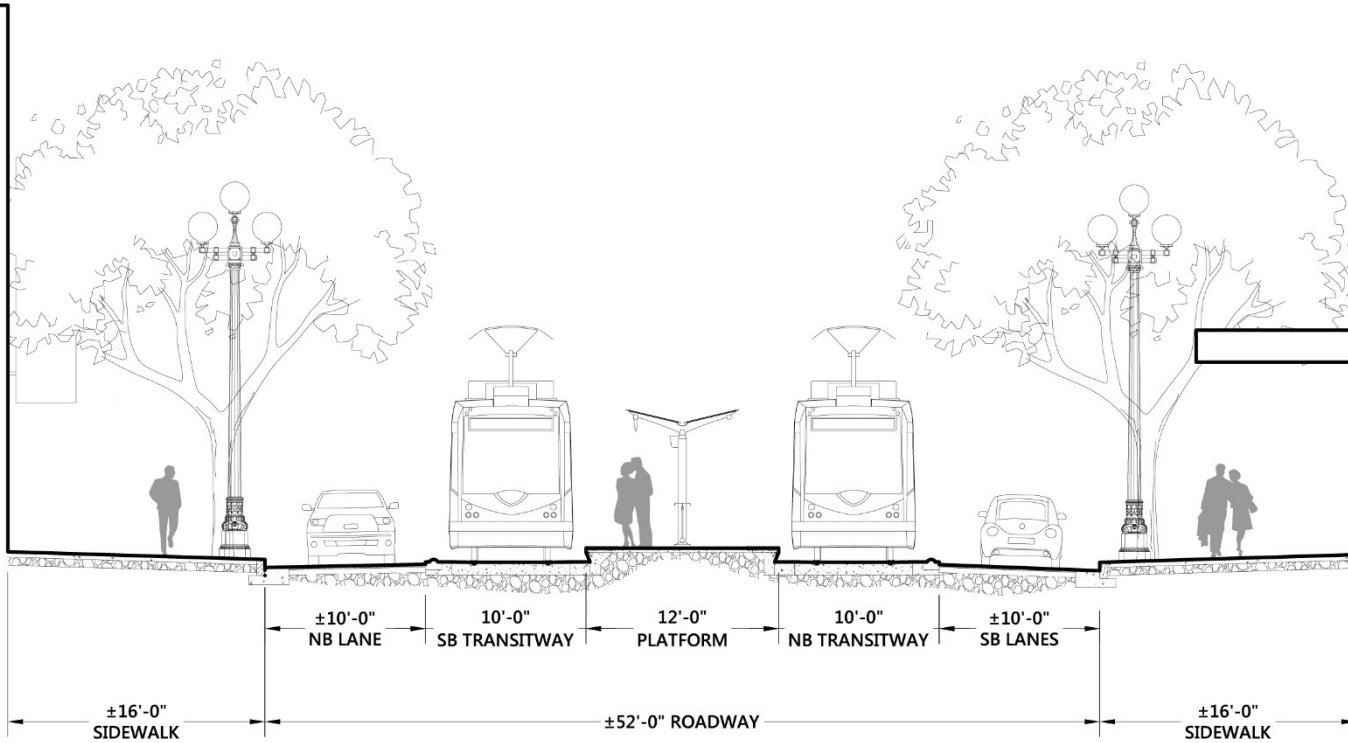 ±10'-0"
NB LANE
10'-0"
SB TRANSITWAY
12'-0"
PLATFORM
10'-0"
NB TRANSITWAY
±10'-0"
SB LANES
±16'-0"
SIDEWALK
±52'-0" ROADWAY
±16'-0"
SIDEWALK